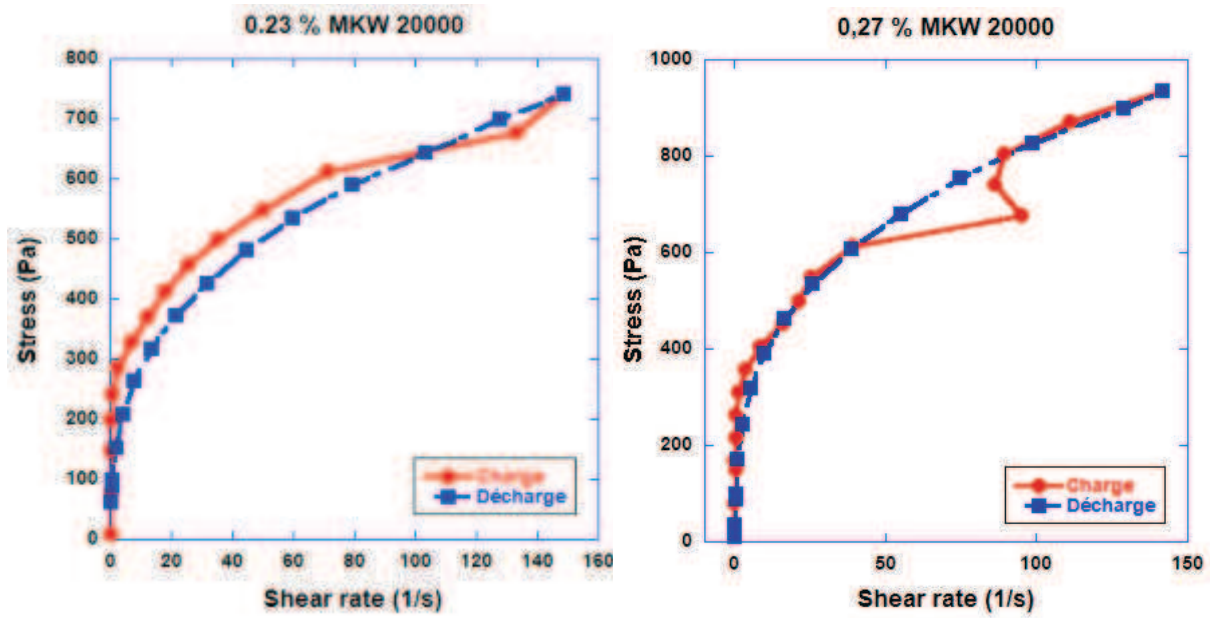 0.23 % MKW 20000
800
700
600
500
400
300
200
100
0
Stress (Pa)
0 20 40 60 80 100 120 140 160
Shear rate (1/s)
Charge
Décharge
0,27 % MKW 20000
1000
800
600
400
200
0
Stress (Pa)
0 50 100 150
Shear rate (1/s)
Charge
Décharge